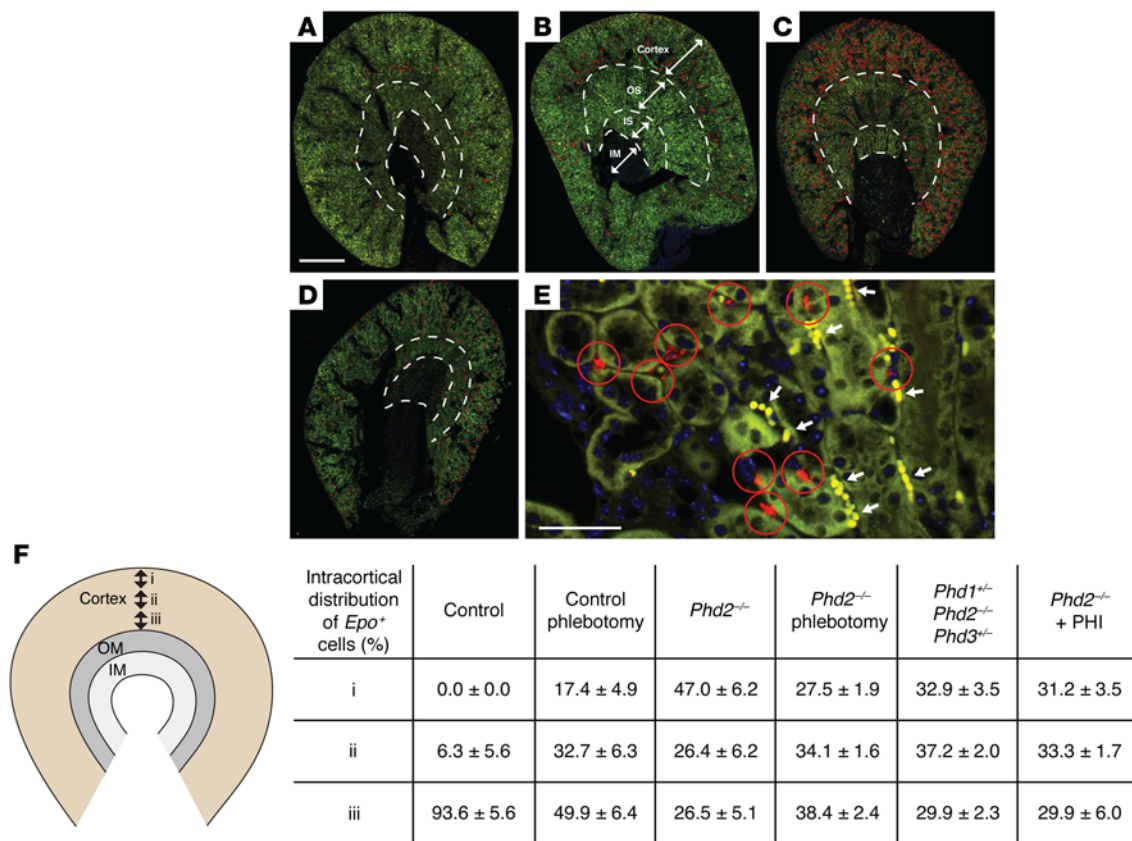 A
B
C
Cortex
OS
IS
IM
D
E
F
i
Cortex
ii
iii
OM
IM
Intracortical distribution of Epo⁺ cells (%)
Control
Control phlebotomy
Phd2⁻/⁻
Phd2⁻/⁻ phlebotomy
Phd1⁺/⁻ Phd2⁻/⁻ Phd3⁺/⁻
Phd2⁻/⁻ + PHI
i 0.0 ± 0.0 17.4 ± 4.9 47.0 ± 6.2 27.5 ± 1.9 32.9 ± 3.5 31.2 ± 3.5
ii 6.3 ± 5.6 32.7 ± 6.3 26.4 ± 6.2 34.1 ± 1.6 37.2 ± 2.0 33.3 ± 1.7
iii 93.6 ± 5.6 49.9 ± 6.4 26.5 ± 5.1 38.4 ± 2.4 29.9 ± 2.3 29.9 ± 6.0